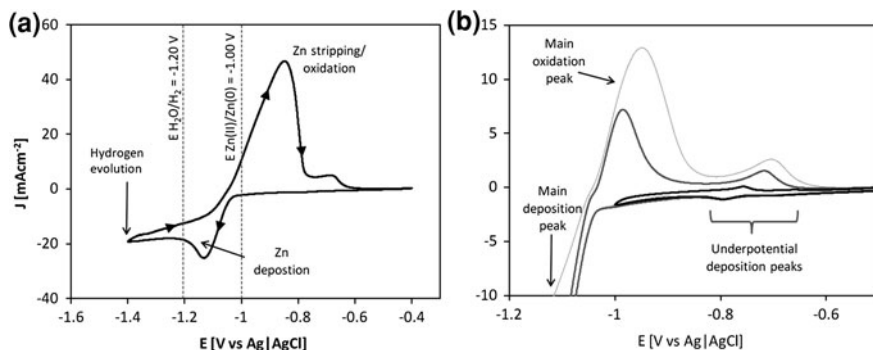 (a)
60
40
20
0
-20
-40
J [mAcm-2]
-1.6
-1.4
-1.2
-1
-0.8
-0.6
-0.4
E [V vs Ag|AgCl]
E H2O/H2 = -1.20 V
E Zn(II)/Zn(0) = -1.00 V
Zn stripping/
oxidation
Hydrogen
evolution
Zn
depostion
(b)
15
10
5
0
-5
-10
-1
-0.8
-0.6
E [V vs Ag|AgCl]
Main
oxidation
peak
Main
deposition
peak
Underpotential
deposition peaks